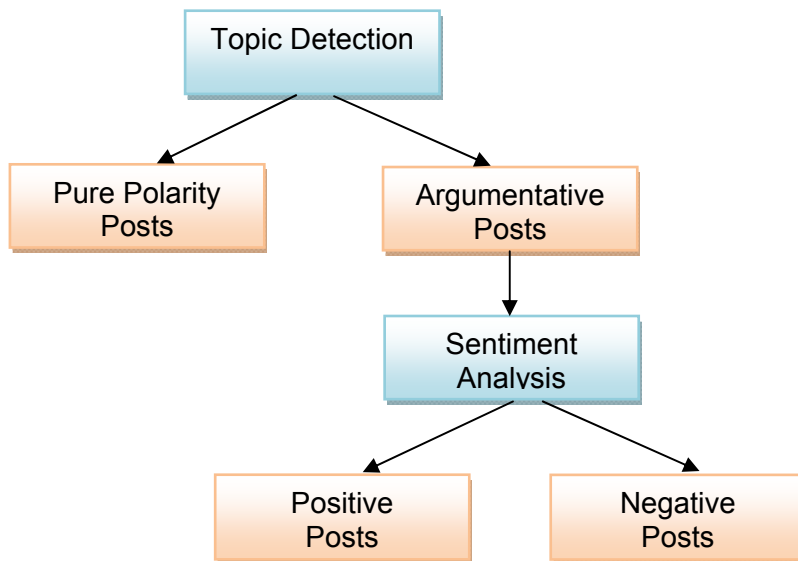 Topic Detection
Pure Polarity
Posts
Argumentative
Posts
Sentiment
Analysis
Positive
Posts
Negative
Posts